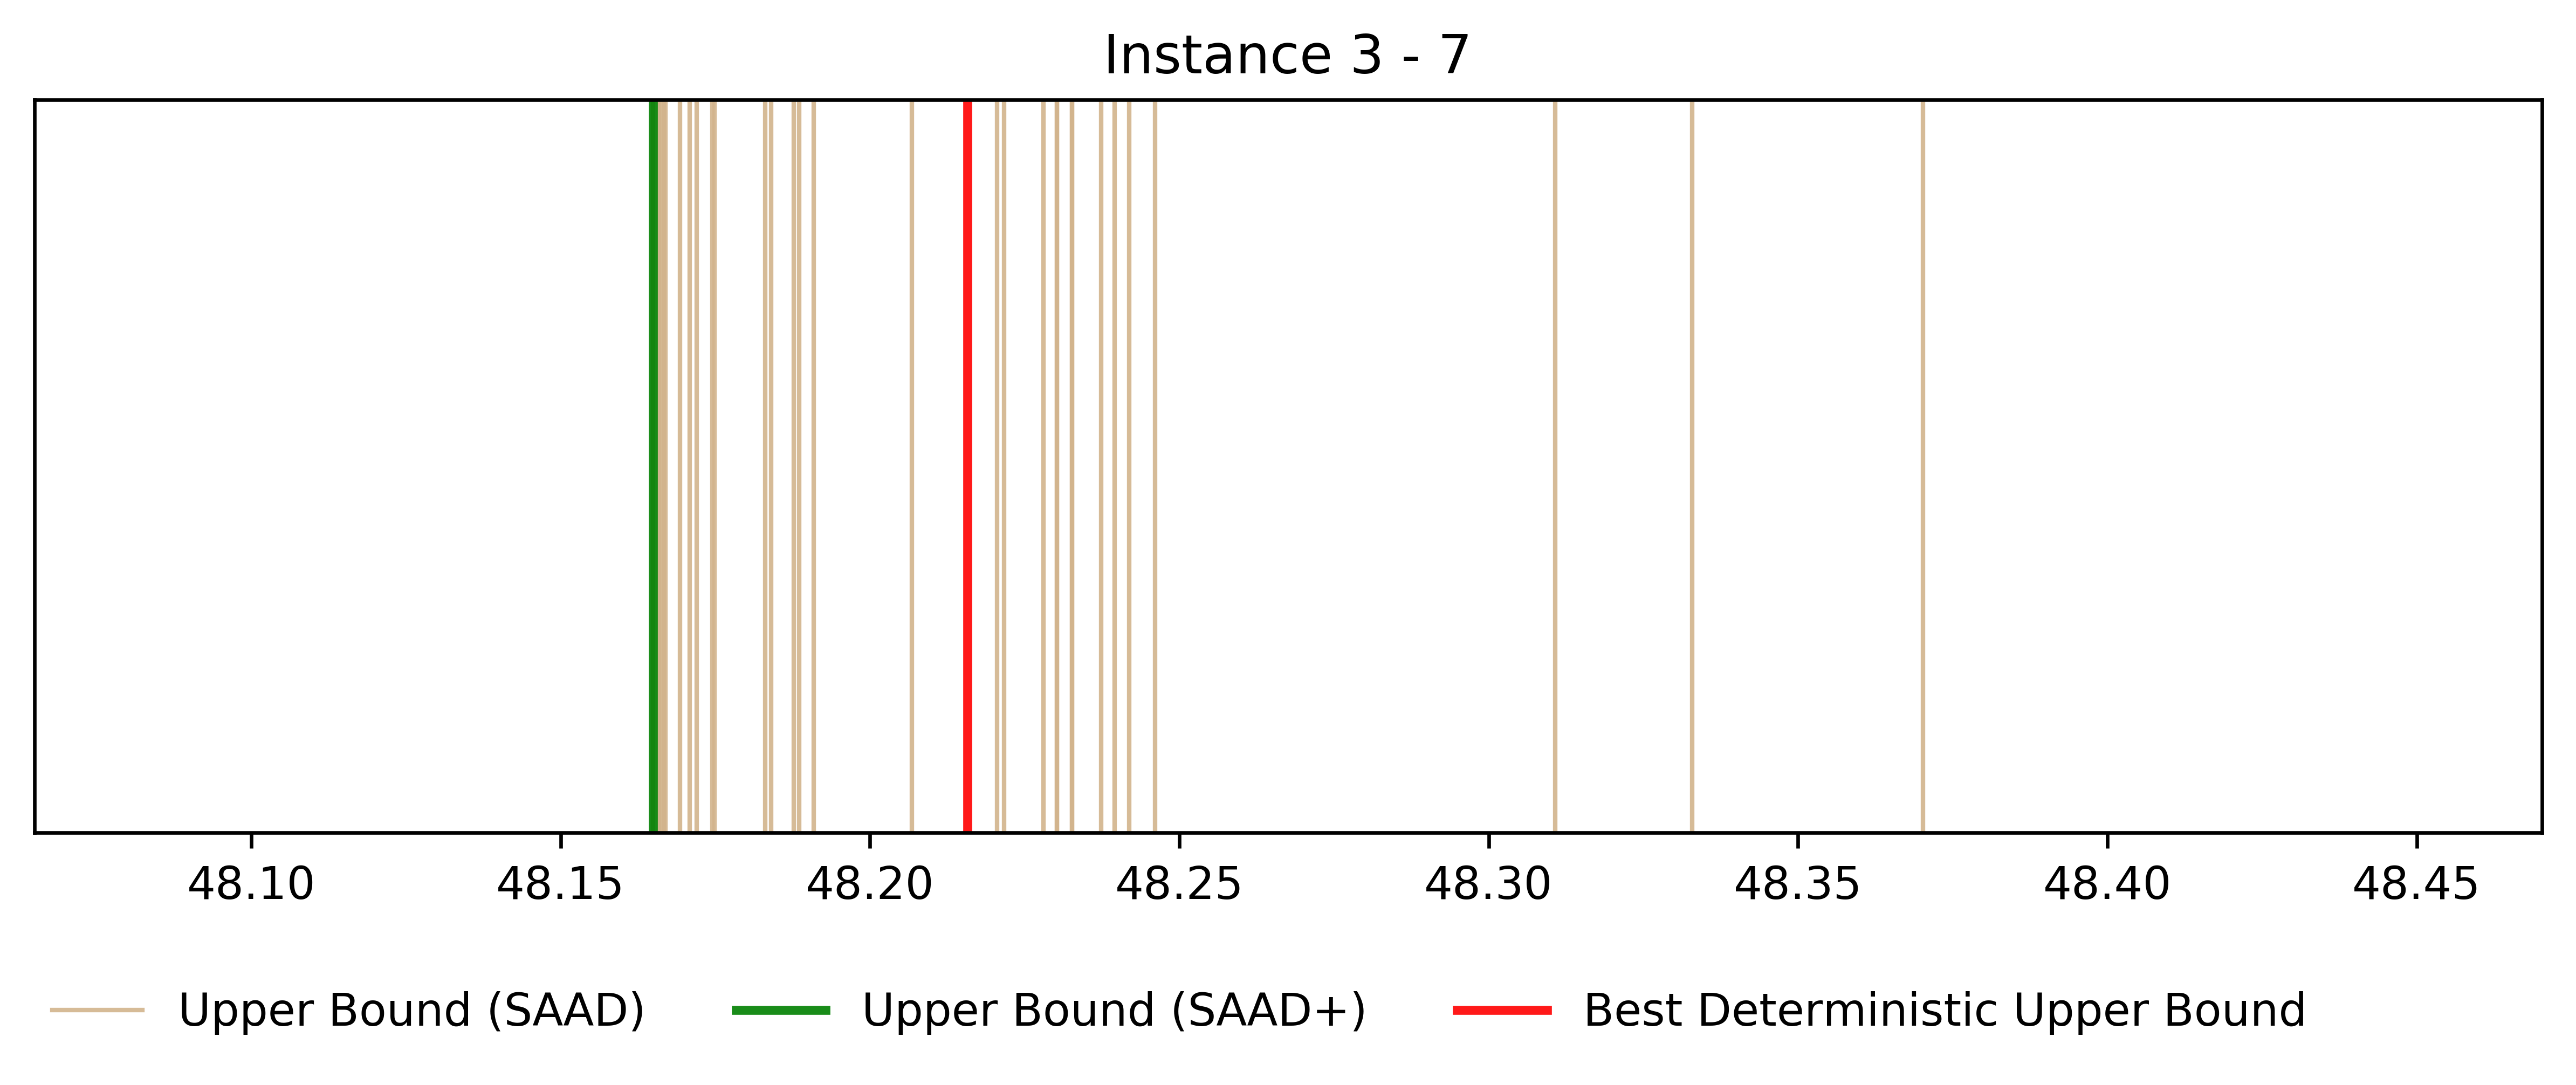 Instance 3 - 7
48.10 48.15 48.20 48.25 48.30 48.35 48.40 48.45
Upper Bound (SAAD) Upper Bound (SAAD+) Best Deterministic Upper Bound